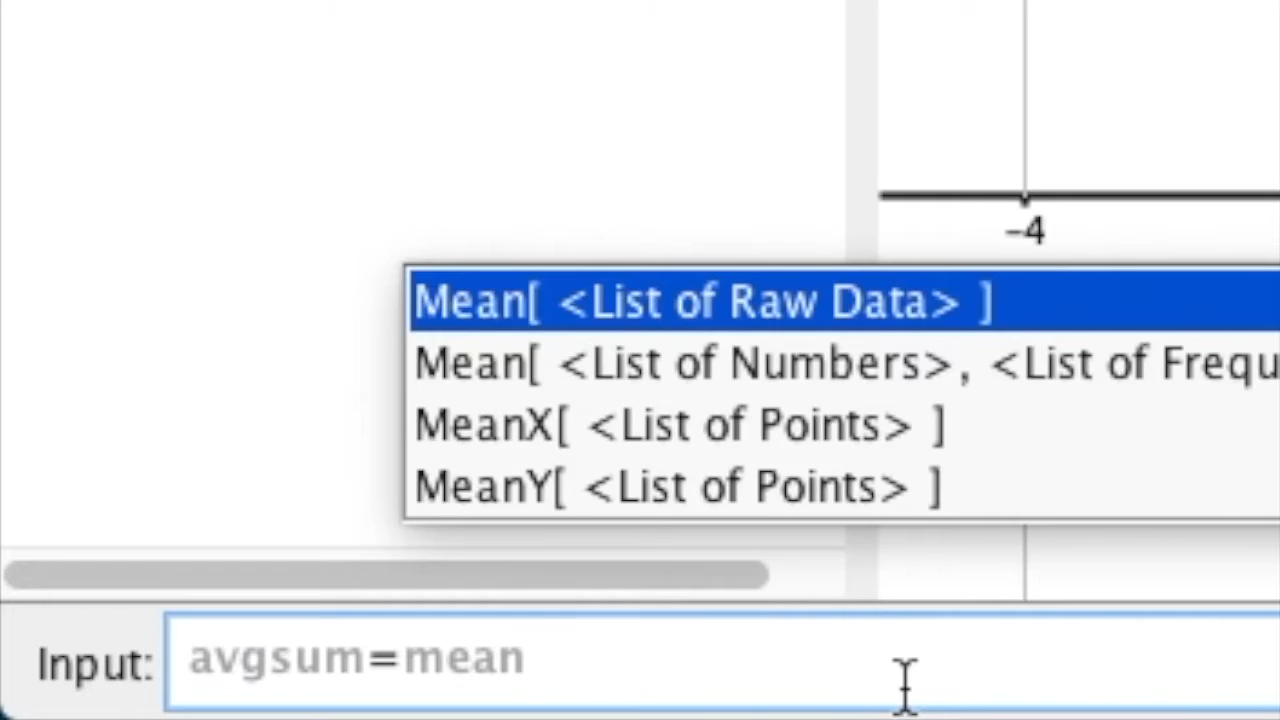 -4
Mean[ <List of Raw Data> ]
Mean[ <List of Numbers>, <List of
MeanX[ <List of Points> ]
MeanY[ <List of Points> ]
Input: avgsum=mean